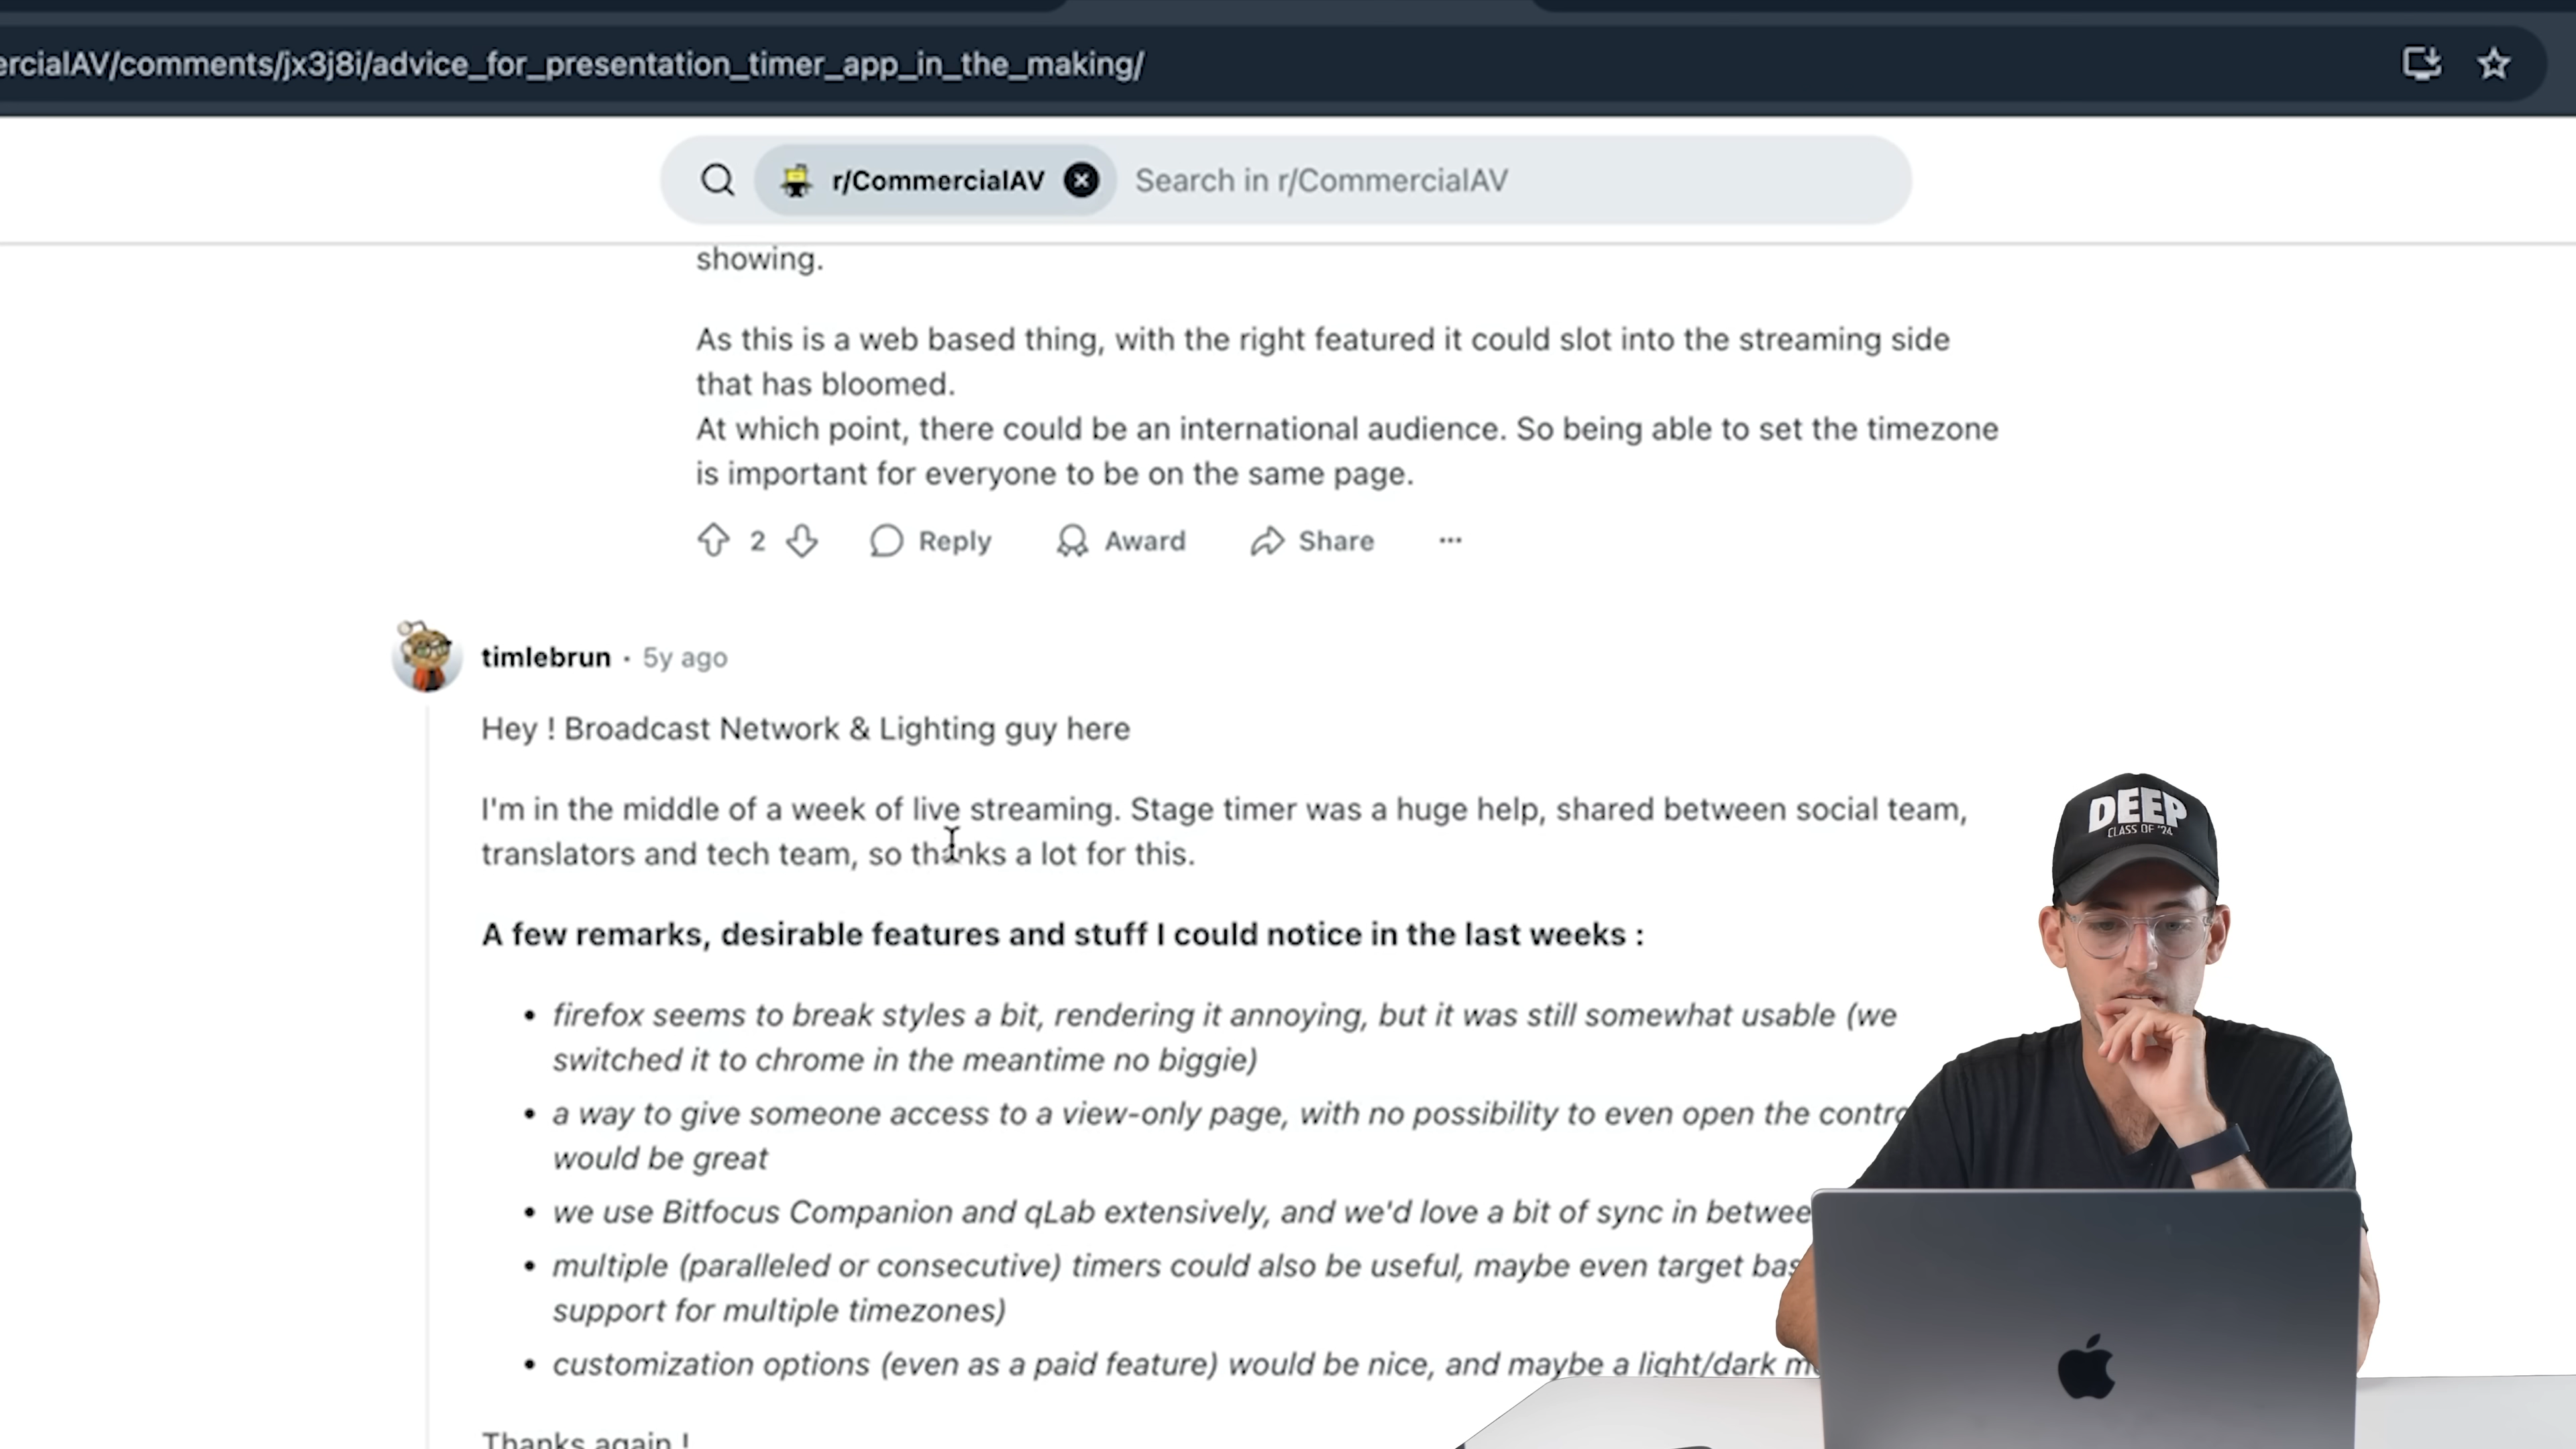 ercialAV/comments/jx3j8i/advice_for_presentation_timer_app_in_the_making/
r/CommercialAV Search in r/CommercialAV
showing.
As this is a web based thing, with the right featured it could slot into the streaming side
that has bloomed.
At which point, there could be an international audience. So being able to set the timezone
is important for everyone to be on the same page.
2 Reply Award Share ...
timlebrun · 5y ago
Hey ! Broadcast Network & Lighting guy here
I'm in the middle of a week of live streaming. Stage timer was a huge help, shared between social team,
translators and tech team, so thanks a lot for this.
A few remarks, desirable features and stuff I could notice in the last weeks :
• firefox seems to break styles a bit, rendering it annoying, but it was still somewhat usable (we
switched it to chrome in the meantime no biggie)
• a way to give someone access to a view-only page, with no possibility to even open the contro
would be great
• we use Bitfocus Companion and qLab extensively, and we'd love a bit of sync in betwee
• multiple (paralleled or consecutive) timers could also be useful, maybe even target bas
support for multiple timezones)
• customization options (even as a paid feature) would be nice, and maybe a light/dark m
Thanks again !
DEEP
CLASS OF '24